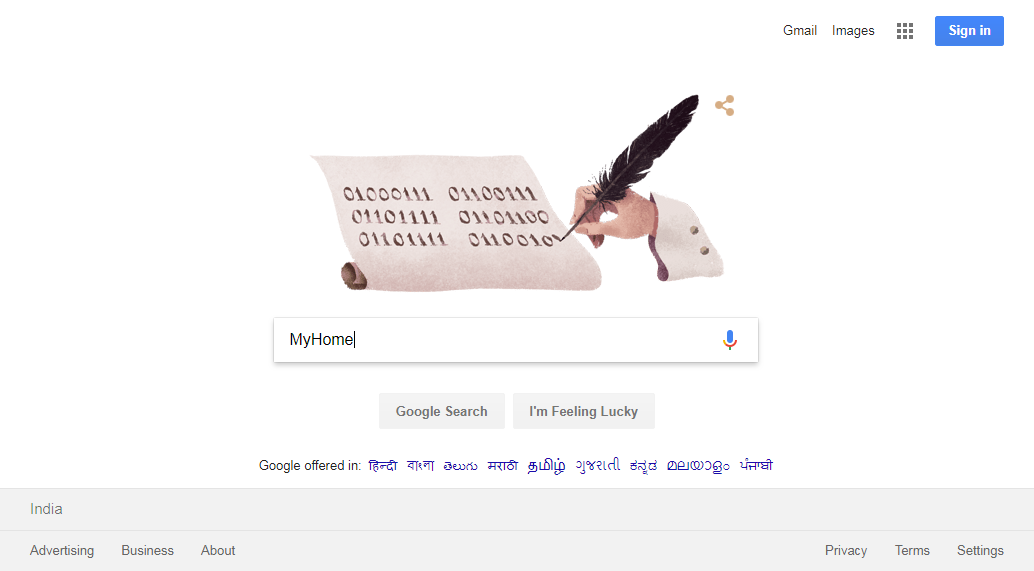 Gmail Images Sign in
01000111 01100111
01101111 01101100
01101111 0110010
MyHome
Google Search I'm Feeling Lucky
Google offered in: हिन्दी বাংলা తెలుగు मराठी தமிழ் ગુજરાતી ಕನ್ನಡ മലയാളം ਪੰਜਾਬੀ
India
Advertising Business About Privacy Terms Settings